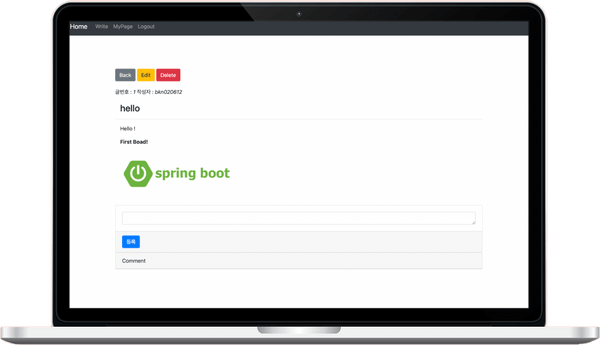 Home Write MyPage Logout
Back Edit Delete
글번호 : 1 작성자 : bkn020612
hello
Hello !
First Boad!
spring boot
등록
Comment